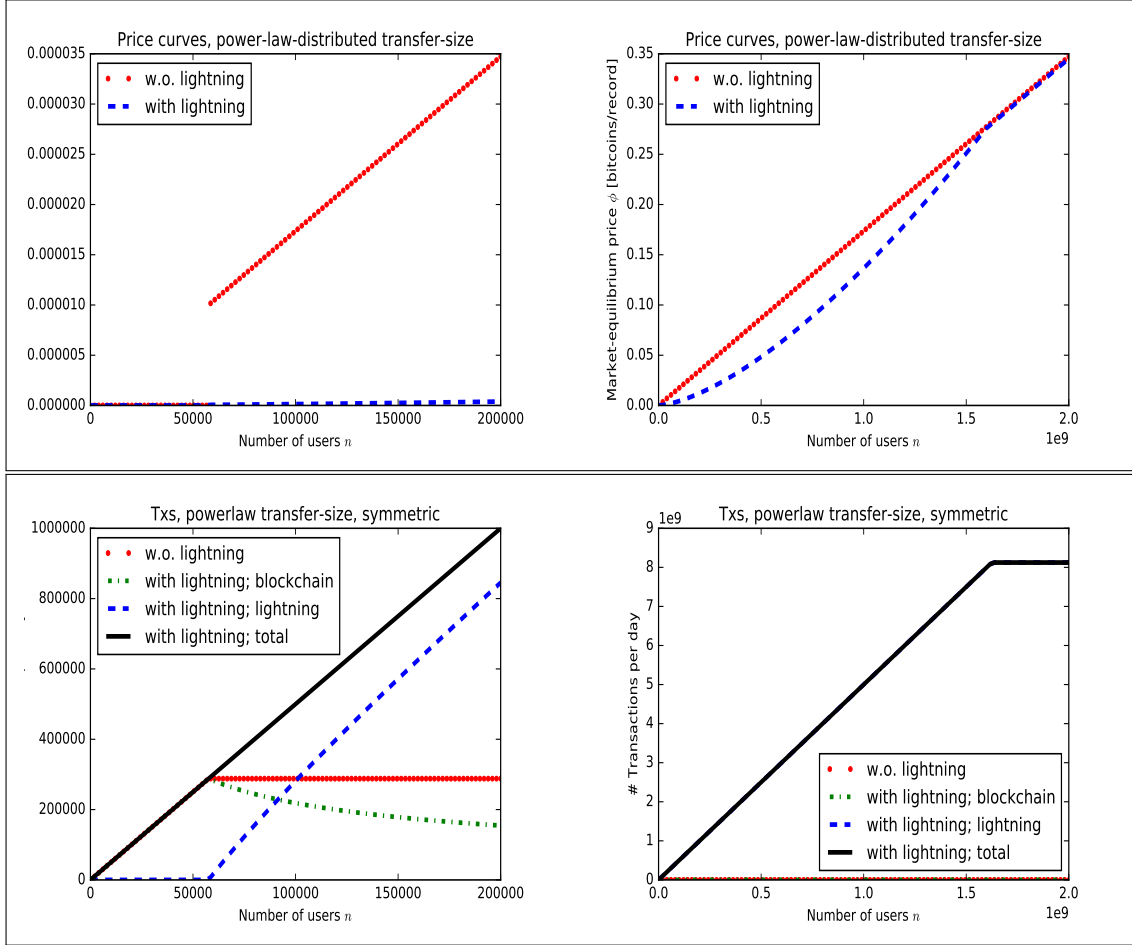 Price curves, power-law-distributed transfer-size
0.000035
0.000030
0.000025
0.000020
0.000015
0.000010
0.000005
0.000000
w.o. lightning
with lightning
0 50000 100000 150000 200000
Number of users n
Price curves, power-law-distributed transfer-size
Market-equilibrium price ϕ [bitcoins/record]
0.35
0.30
0.25
0.20
0.15
0.10
0.05
0.00
w.o. lightning
with lightning
0.0 0.5 1.0 1.5 2.0
1e9
Number of users n
Txs, powerlaw transfer-size, symmetric
1000000
800000
600000
400000
200000
0
w.o. lightning
with lightning; blockchain
with lightning; lightning
with lightning; total
0 50000 100000 150000 200000
Number of users n
Txs, powerlaw transfer-size, symmetric
1e9
# Transactions per day
9
8
7
6
5
4
3
2
1
0
w.o. lightning
with lightning; blockchain
with lightning; lightning
with lightning; total
0.0 0.5 1.0 1.5 2.0
1e9
Number of users n